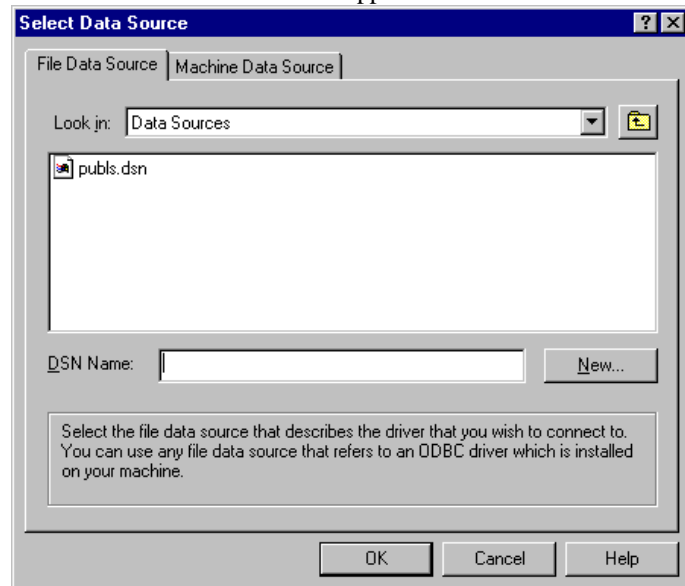 Select Data Source
File Data Source Machine Data Source
Look in: Data Sources
publs.dsn
DSN Name: New...
Select the file data source that describes the driver that you wish to connect to.
You can use any file data source that refers to an ODBC driver which is installed
on your machine.
OK Cancel Help